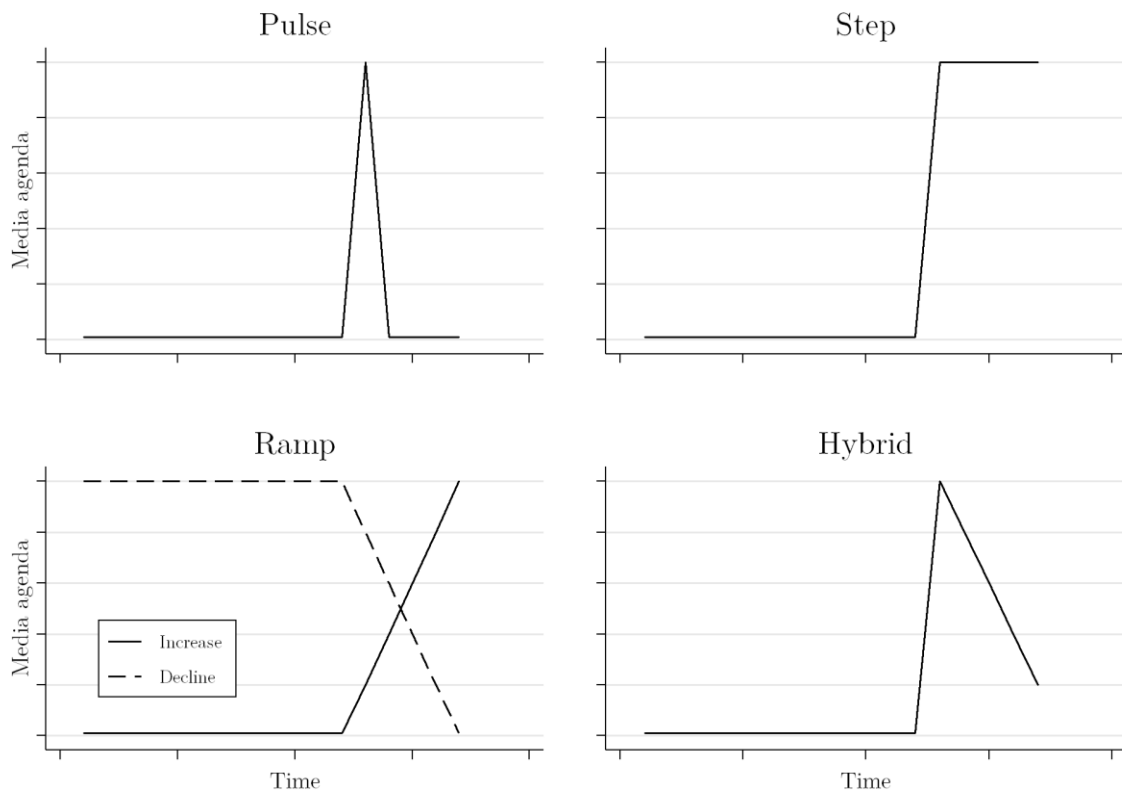 Pulse
Step
Media agenda
Ramp
Hybrid
Media agenda
Increase
Decline
Time
Time